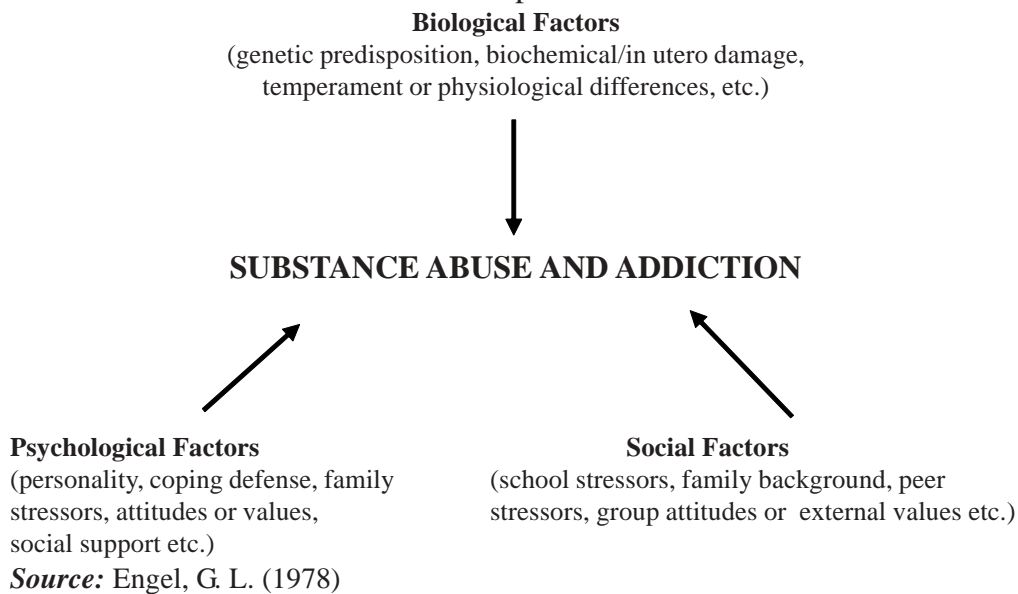 Biological Factors
(genetic predisposition, biochemical/in utero damage,
temperament or physiological differences, etc.)
SUBSTANCE ABUSE AND ADDICTION
Psychological Factors
(personality, coping defense, family
stressors, attitudes or values,
social support etc.)
Social Factors
(school stressors, family background, peer
stressors, group attitudes or external values etc.)
Source: Engel, G. L. (1978)